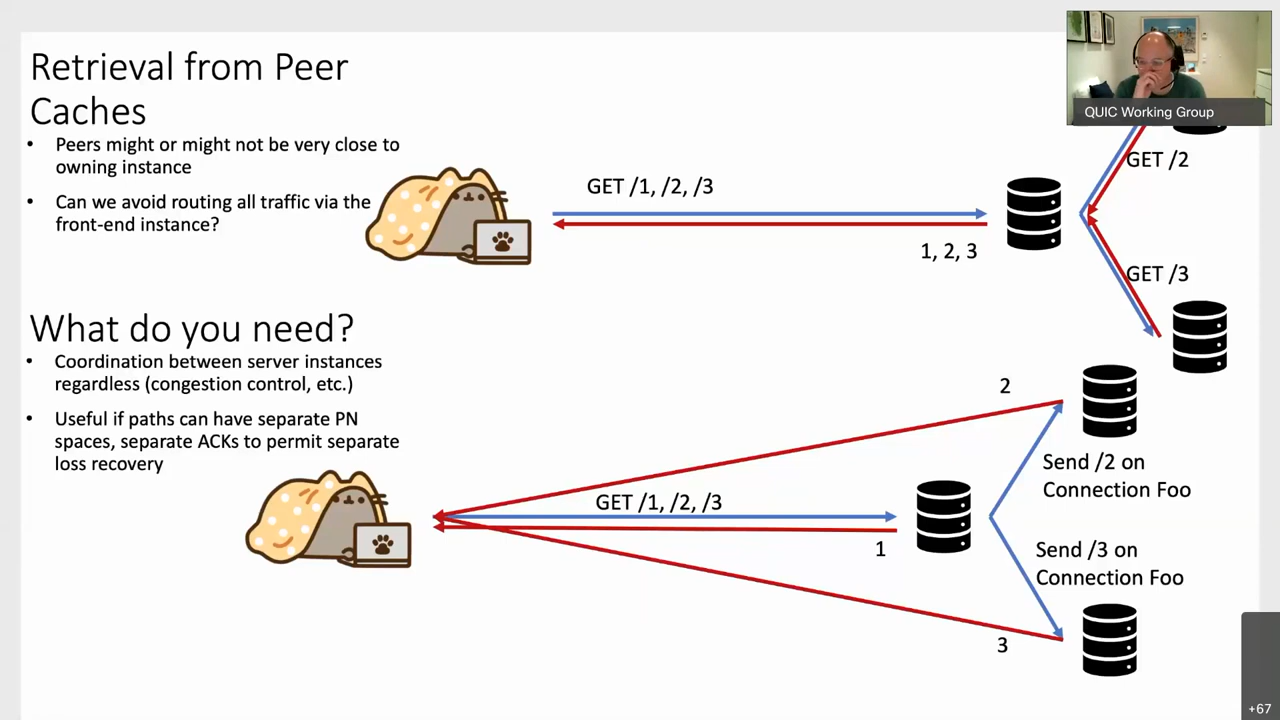 Retrieval from Peer
Caches
• Peers might or might not be very close to
owning instance
• Can we avoid routing all traffic via the
front-end instance?
GET /1, /2, /3
1, 2, 3
QUIC Working Group
GET /2
GET /3
What do you need?
• Coordination between server instances
regardless (congestion control, etc.)
• Useful if paths can have separate PN
spaces, separate ACKs to permit separate
loss recovery
GET /1, /2, /3
1
2
Send /2 on
Connection Foo
Send /3 on
Connection Foo
3
+67